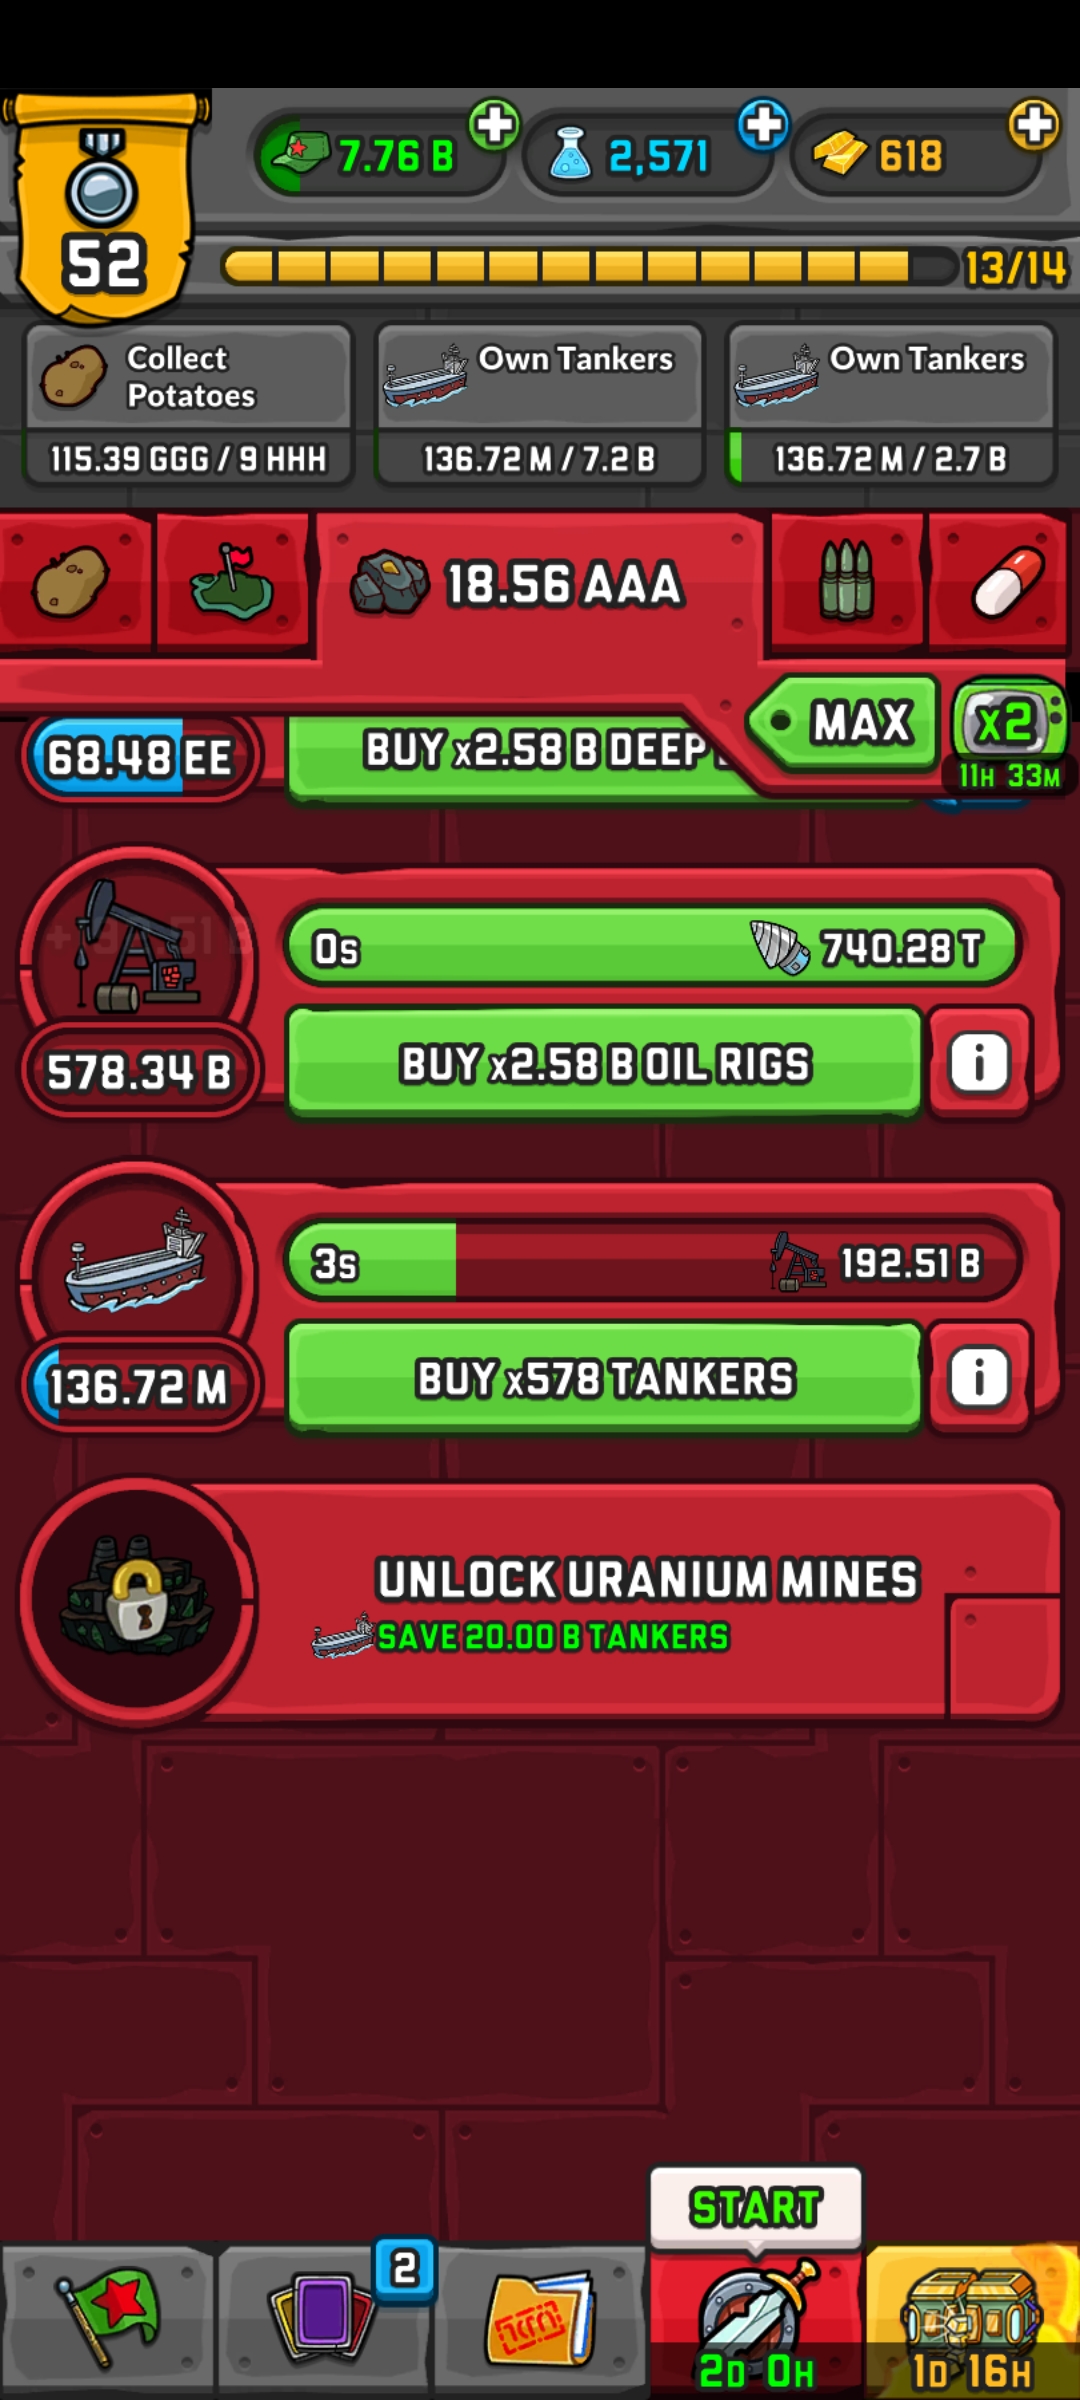 7.76 B
2,571
618
52
13/14
Collect Potatoes
115.39 GGG / 9 HHH
Own Tankers
136.72 M / 7.2 B
Own Tankers
136.72 M / 2.7 B
18.56 AAA
MAX
x2
11H 33M
68.48 EE
BUY x2.58 B DEEP
0s
740.28 T
578.34 B
BUY x2.58 B OIL RIGS
i
3s
192.51 B
136.72 M
BUY x578 TANKERS
i
UNLOCK URANIUM MINES
SAVE 20.00 B TANKERS
START
2
2D 0H
1D 16H